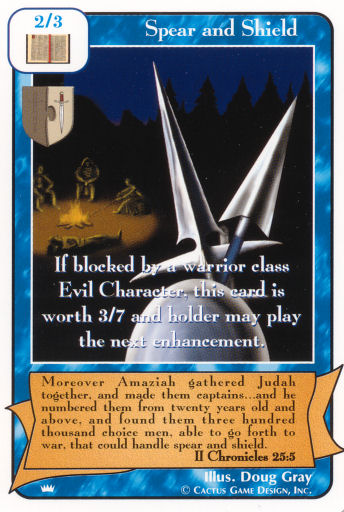 2/3
Spear and Shield
If blocked by a warrior class
Evil Character, this card is
worth 3/7 and holder may play
the next enhancement.
Moreover Amaziah gathered Judah
together, and made them captains...and he
numbered them from twenty years old and
above, and found them three hundred
thousand choice men, able to go forth to
war, that could handle spear and shield.
II Chronicles 25:5
Illus. Doug Gray
© Cactus Game Design, Inc.